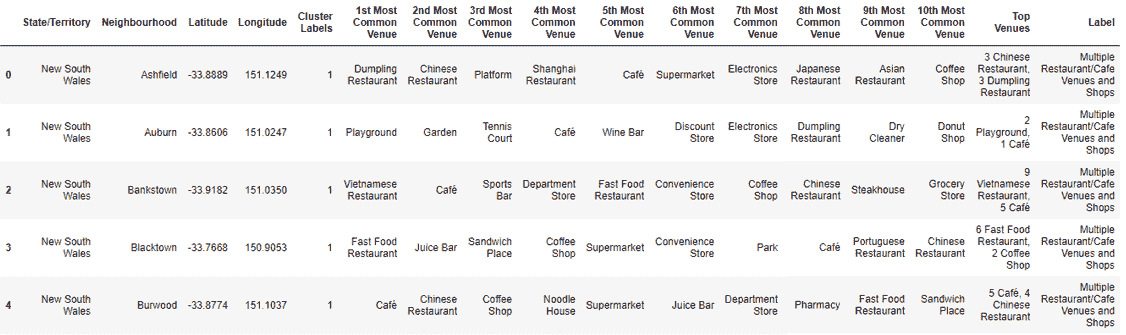 State/Territory Neighbourhood Latitude Longitude Cluster Labels 1st Most Common Venue 2nd Most Common Venue 3rd Most Common Venue 4th Most Common Venue 5th Most Common Venue 6th Most Common Venue 7th Most Common Venue 8th Most Common Venue 9th Most Common Venue 10th Most Common Venue Top Venues Label
0 New South Wales Ashfield -33.8889 151.1249 1 Dumpling Restaurant Chinese Restaurant Platform Shanghai Restaurant Café Supermarket Electronics Store Japanese Restaurant Asian Restaurant Coffee Shop 3 Chinese Restaurant, 3 Dumpling Restaurant Multiple Restaurant/Cafe Venues and Shops
1 New South Wales Auburn -33.8606 151.0247 1 Playground Garden Tennis Court Café Wine Bar Discount Store Electronics Store Dumpling Restaurant Dry Cleaner Donut Shop 2 Playground, 1 Café Multiple Restaurant/Cafe Venues and Shops
2 New South Wales Bankstown -33.9182 151.0350 1 Vietnamese Restaurant Café Sports Bar Department Store Fast Food Restaurant Convenience Store Coffee Shop Chinese Restaurant Steakhouse Grocery Store 9 Vietnamese Restaurant, 5 Café Multiple Restaurant/Cafe Venues and Shops
3 New South Wales Blacktown -33.7668 150.9053 1 Fast Food Restaurant Juice Bar Sandwich Place Coffee Shop Supermarket Convenience Store Park Café Portuguese Restaurant Chinese Restaurant 6 Fast Food Restaurant, 2 Coffee Shop Multiple Restaurant/Cafe Venues and Shops
4 New South Wales Burwood -33.8774 151.1037 1 Café Chinese Restaurant Coffee Shop Noodle House Supermarket Juice Bar Department Store Pharmacy Fast Food Restaurant Sandwich Place 5 Café, 4 Chinese Restaurant Multiple Restaurant/Cafe Venues and Shops